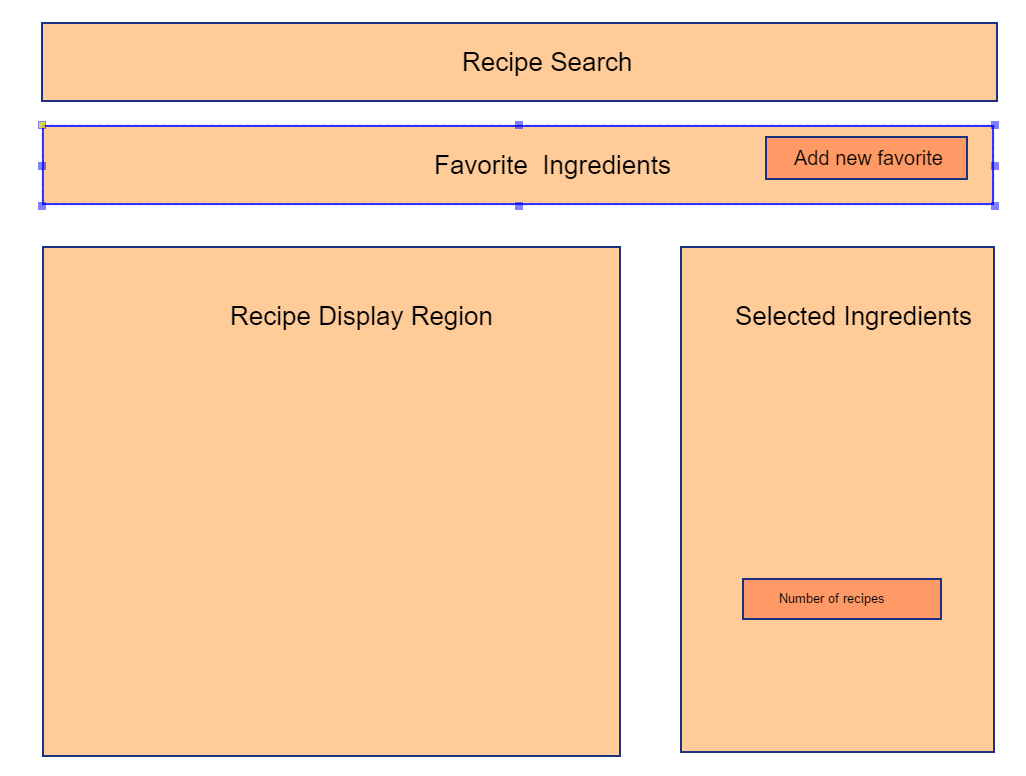 Recipe Search
Favorite  Ingredients
Add new favorite
Recipe Display Region
Selected Ingredients
Number of recipes